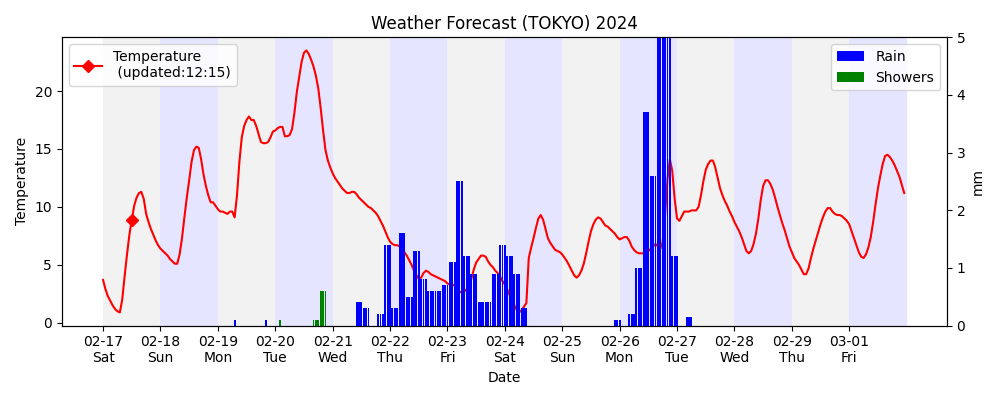 Weather Forecast (TOKYO) 2024
Temperature
(updated:12:15)
Rain
Showers
Temperature
20
15
10
5
0
5
4
3
2
1
0
mm
02-17 02-18 02-19 02-20 02-21 02-22 02-23 02-24 02-25 02-26 02-27 02-28 02-29 03-01
Sat Sun Mon Tue Wed Thu Fri Sat Sun Mon Tue Wed Thu Fri
Date